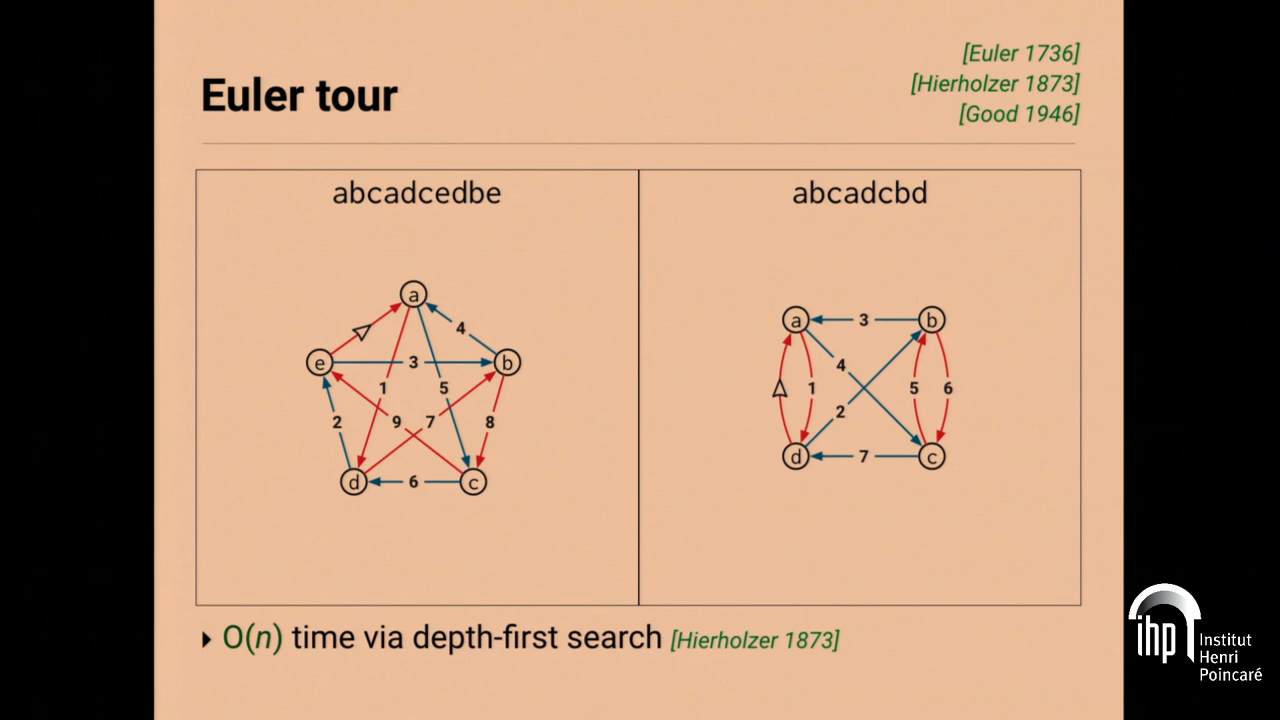 Euler tour
[Euler 1736]
[Hierholzer 1873]
[Good 1946]
abcadcedbe
abcadcbd
a
4
e
3
b
1
5
2
9
7
8
d
6
c
a
3
b
4
1
5
6
2
d
7
c
O(n) time via depth-first search [Hierholzer 1873]
ihp
Institut
Henri
Poincaré